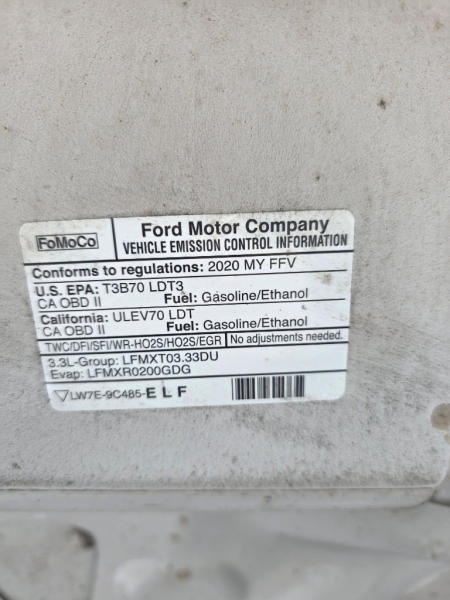 FoMoCo
Ford Motor Company
VEHICLE EMISSION CONTROL INFORMATION
Conforms to regulations: 2020 MY FFV
U.S. EPA: T3B70 LDT3
CA OBD II Fuel: Gasoline/Ethanol
California: ULEV70 LDT
CA OBD II Fuel: Gasoline/Ethanol
TWC/DFI/SFI/WR-HO2S/HO2S/EGR No adjustments needed.
3.3L-Group: LFMXT03.33DU
Evap: LFMXR0200GDG
LW7E-9C485-E L F